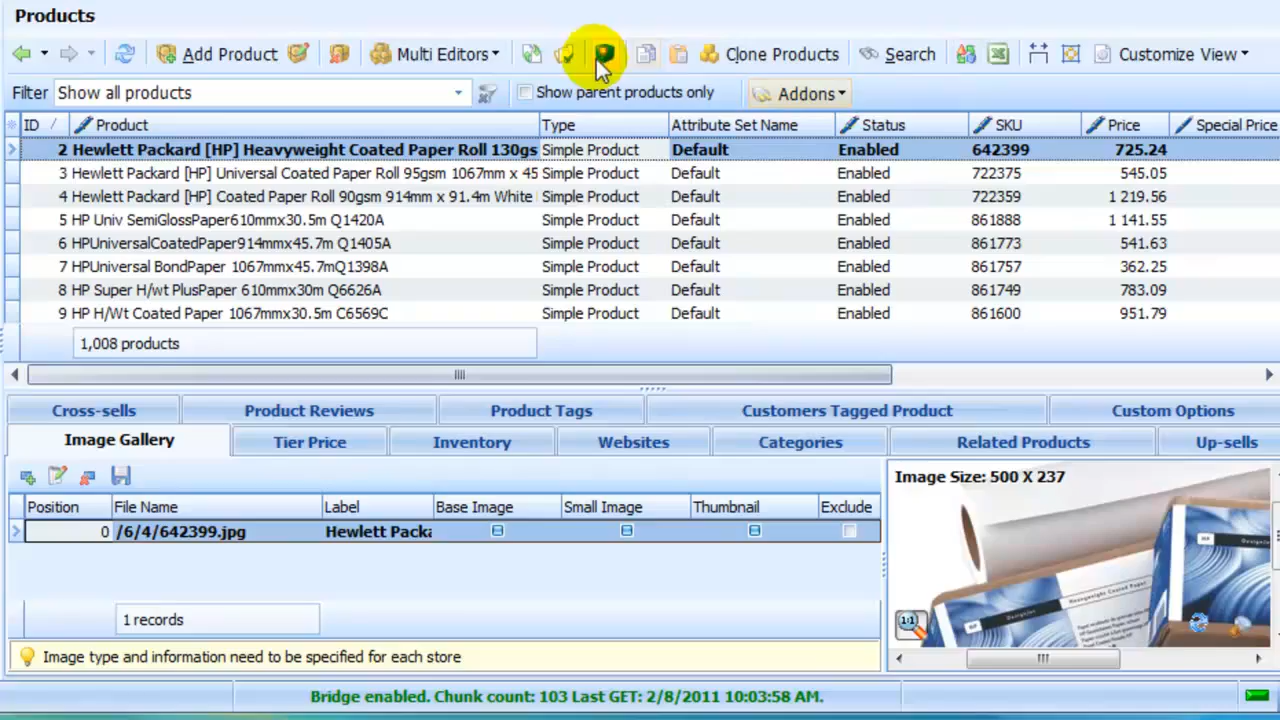 Products
Add Product Multi Editors Clone Products Search Customize View
Filter Show all products Show parent products only Addons
ID / Product Type Attribute Set Name Status SKU Price Special Price
2 Hewlett Packard [HP] Heavyweight Coated Paper Roll 130gs Simple Product Default Enabled 642399 725.24
3 Hewlett Packard [HP] Universal Coated Paper Roll 95gsm 1067mm x 45 Simple Product Default Enabled 722375 545.05
4 Hewlett Packard [HP] Coated Paper Roll 90gsm 914mm x 91.4m White Simple Product Default Enabled 722359 1 219.56
5 HP Univ SemiGlossPaper610mmx30.5m Q1420A Simple Product Default Enabled 861888 1 141.55
6 HPUniversalCoatedPaper914mmx45.7m Q1405A Simple Product Default Enabled 861773 541.63
7 HPUniversal BondPaper 1067mmx45.7mQ1398A Simple Product Default Enabled 861757 362.25
8 HP Super H/wt PlusPaper 610mmx30m Q6626A Simple Product Default Enabled 861749 783.09
9 HP H/Wt Coated Paper 1067mmx30.5m C6569C Simple Product Default Enabled 861600 951.79
1,008 products
Cross-sells Product Reviews Product Tags Customers Tagged Product Custom Options
Image Gallery Tier Price Inventory Websites Categories Related Products Up-sells
Image Size: 500 X 237
Position File Name Label Base Image Small Image Thumbnail Exclude
0 /6/4/642399.jpg Hewlett Packa
1 records
1:1
Image type and information need to be specified for each store
Bridge enabled. Chunk count: 103 Last GET: 2/8/2011 10:03:58 AM.